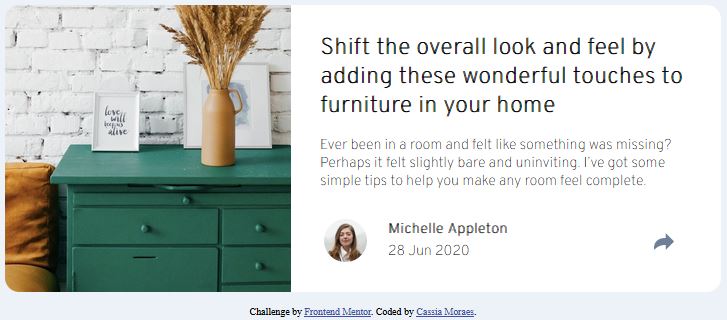 love
will
keep us
alive
Shift the overall look and feel by
adding these wonderful touches to
furniture in your home
Ever been in a room and felt like something was missing?
Perhaps it felt slightly bare and uninviting. I've got some
simple tips to help you make any room feel complete.
Michelle Appleton
28 Jun 2020
Challenge by Frontend Mentor. Coded by Cassia Moraes.